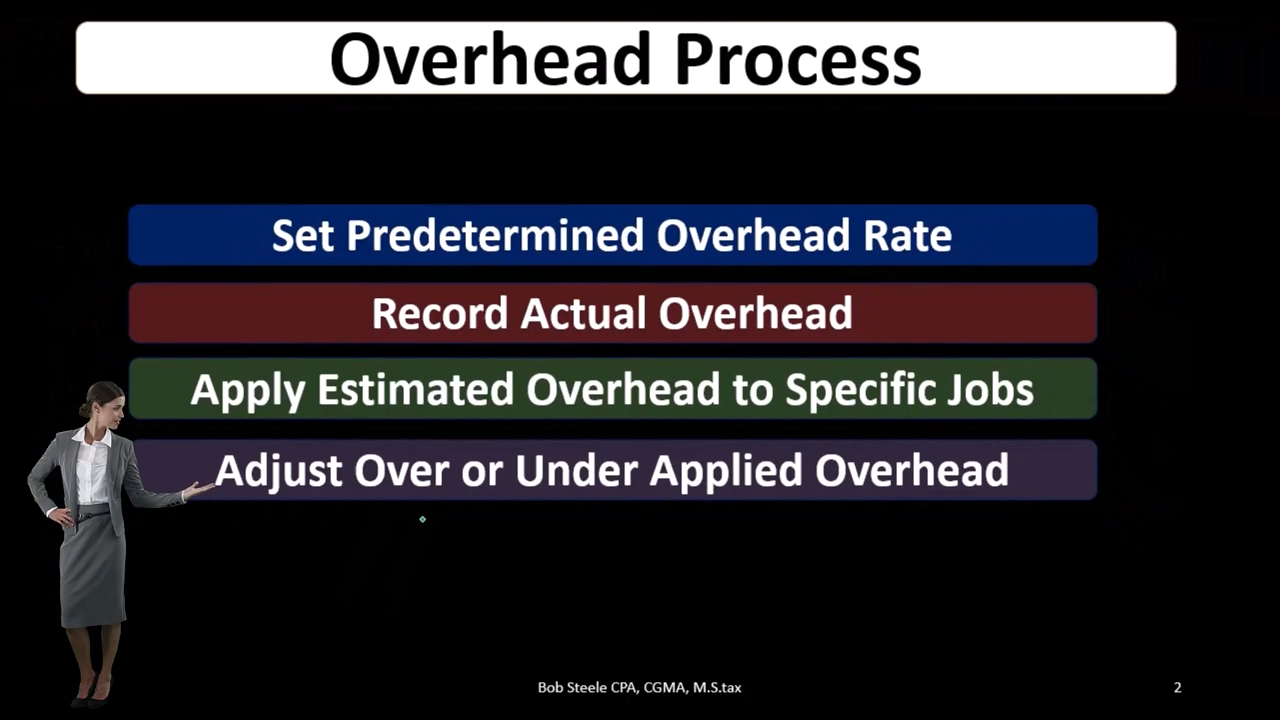 Overhead Process
Set Predetermined Overhead Rate
Record Actual Overhead
Apply Estimated Overhead to Specific Jobs
Adjust Over or Under Applied Overhead
Bob Steele CPA, CGMA, M.S.tax
2